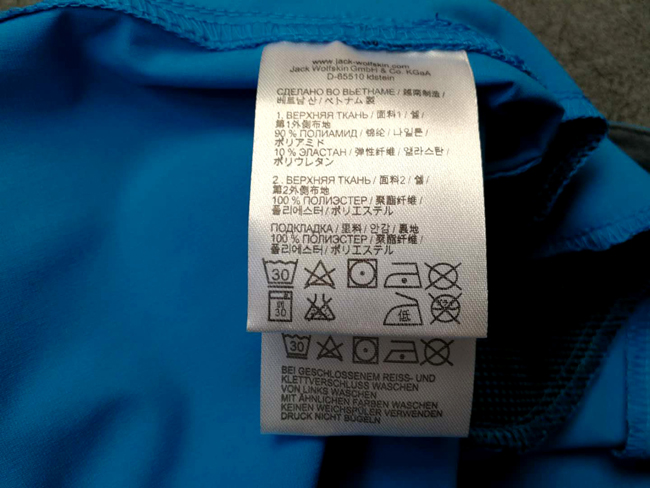 www.jack-wolfskin.com
Jack Wolfskin GmbH & Co. KGaA
D-65510 Idstein
СДЕЛАНО ВО ВЬЕТНАМЕ / 越南制造 /
베트남 산 / ベトナム 製
1. ВЕРХНЯЯ ТКАНЬ / 面料1 / 쉘 /
第1外側布地
90 % ПОЛИАМИД / 锦纶 / 나일론 /
ポリアミド
10 % ЭЛАСТАН / 弹性纤维 / 엘라스탄 /
ポリウレタン
2. ВЕРХНЯЯ ТКАНЬ / 面料2 / 쉘 /
第2外側布地
100 % ПОЛИЭСТЕР / 聚酯纤维 /
폴리에스터 / ポリエステル
ПОДКЛАДКА / 里料 / 안감 / 裏地
100 % ПОЛИЭСТЕР / 聚酯纤维 /
폴리에스터 / ポリエステル
30
30 低
30
BEI GESCHLOSSENEM REISS- UND
KLETTVERSCHLUSS WASCHEN
VON LINKS WASCHEN
MIT ÄHNLICHEN FARBEN WASCHEN
KEINEN WEICHSPÜLER VERWENDEN
DRUCK NICHT BÜGELN